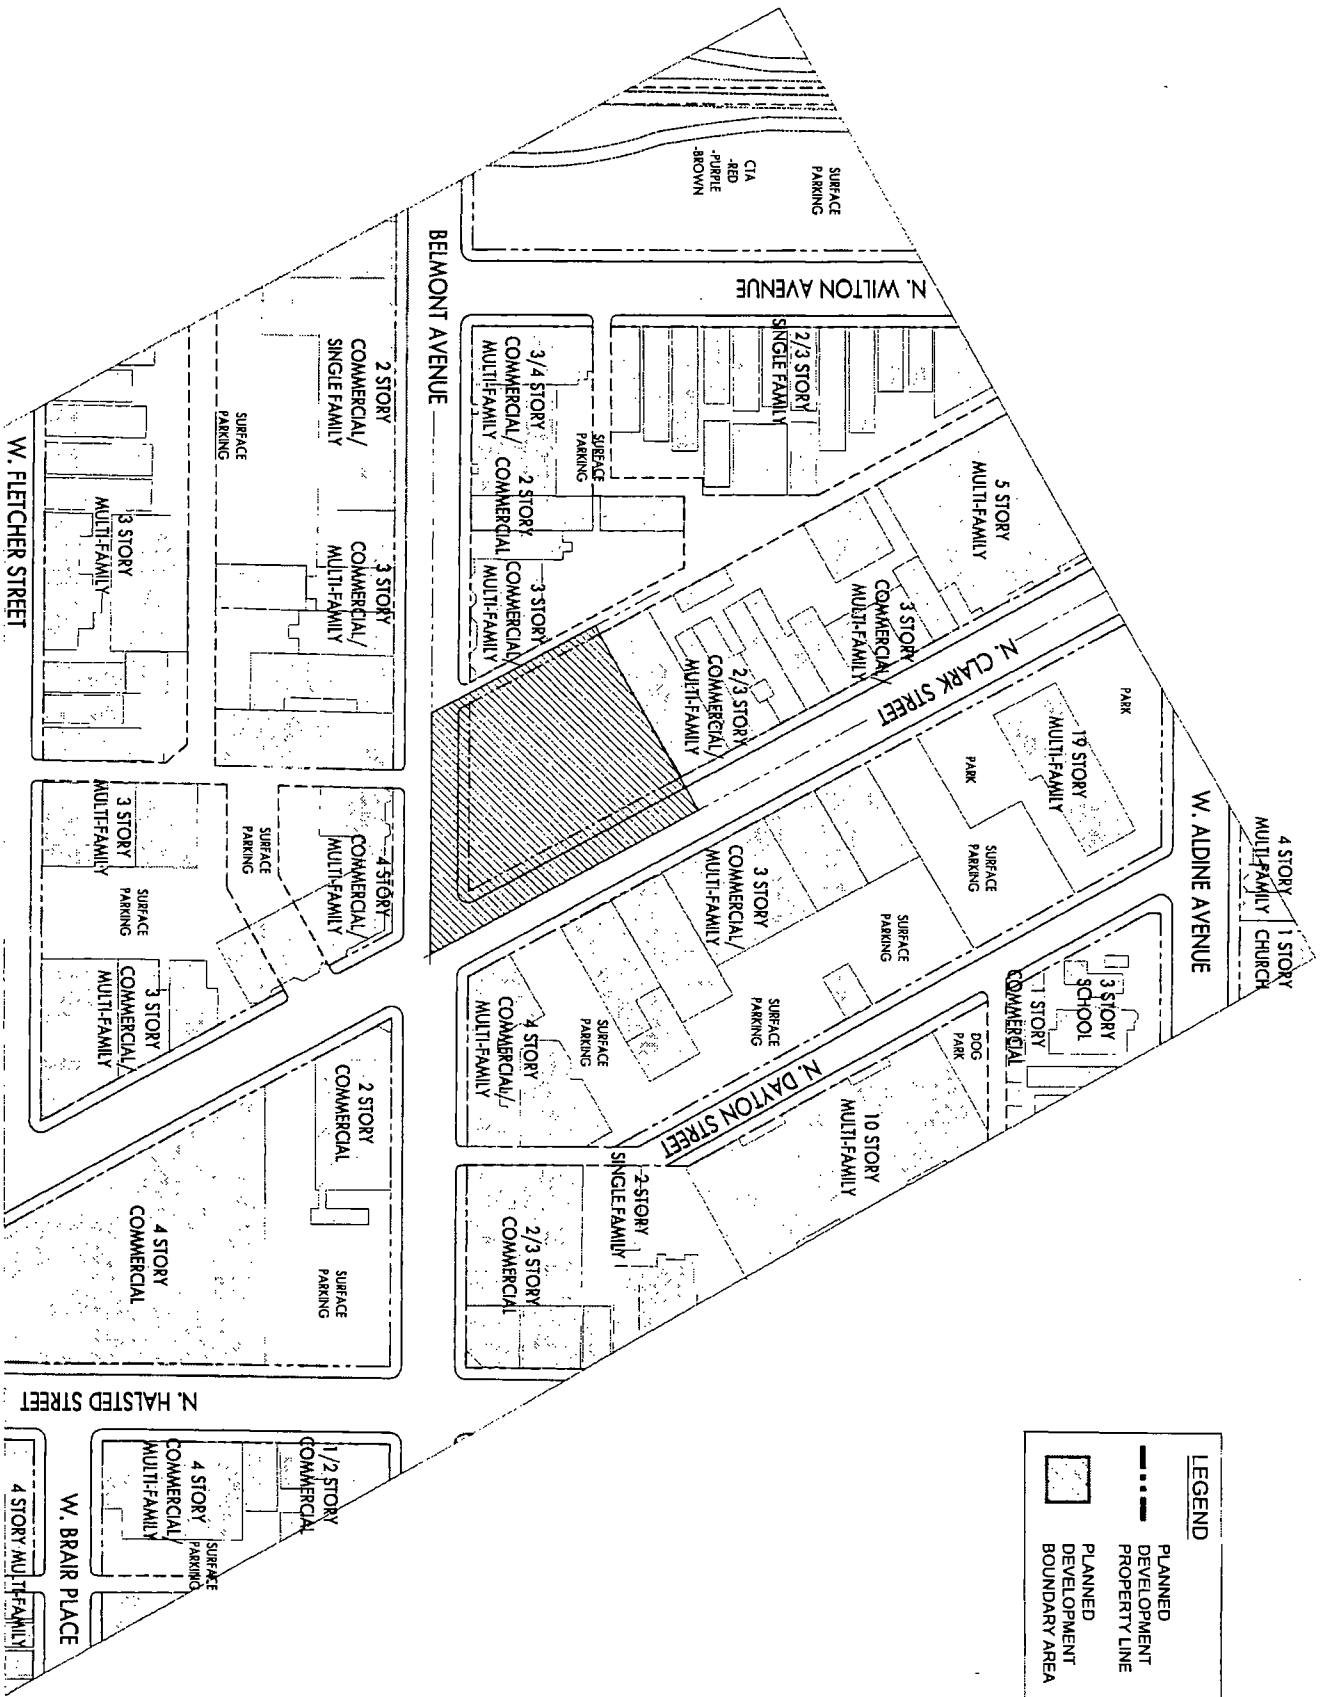 SURFACE
PARKING
CTA
-RED
-PURPLE
-BROWN
N. WILTON AVENUE
BELMONT AVENUE
2/3 STORY
SINGLE FAMILY
3/4 STORY
COMMERCIAL/
MULTI-FAMILY
SURFACE
PARKING
2 STORY
COMMERCIAL
3 STORY
COMMERCIAL/
MULTI-FAMILY
5 STORY
MULTI-FAMILY
3 STORY
COMMERCIAL/
MULTI-FAMILY
2/3 STORY
COMMERCIAL/
MULTI-FAMILY
N. CLARK STREET
2 STORY
COMMERCIAL/
SINGLE FAMILY
SURFACE
PARKING
3 STORY
COMMERCIAL/
MULTI-FAMILY
3 STORY
MULTI-FAMILY
W. FLETCHER STREET
PARK
19 STORY
MULTI-FAMILY
PARK
SURFACE
PARKING
W. ALDINE AVENUE
4 STORY
MULTI-FAMILY
1 STORY
CHURCH
3 STORY
COMMERCIAL/
MULTI-FAMILY
SURFACE
PARKING
SURFACE
PARKING
SURFACE
PARKING
4 STORY
COMMERCIAL/
MULTI-FAMILY
3 STORY
SCHOOL
1 STORY
COMMERCIAL
DOG
PARK
N. DAYTON STREET
10 STORY
MULTI-FAMILY
2 STORY
SINGLE FAMILY
2/3 STORY
COMMERCIAL
4 STORY
COMMERCIAL/
MULTI-FAMILY
SURFACE
PARKING
3 STORY
MULTI-FAMILY
SURFACE
PARKING
3 STORY
COMMERCIAL/
MULTI-FAMILY
2 STORY
COMMERCIAL
SURFACE
PARKING
4 STORY
COMMERCIAL
N. HALSTED STREET
1/2 STORY
COMMERCIAL
4 STORY
COMMERCIAL/
MULTI-FAMILY
SURFACE
PARKING
W. BRAIR PLACE
4 STORY MULTI-FAMILY
LEGEND
PLANNED
DEVELOPMENT
PROPERTY LINE
PLANNED
DEVELOPMENT
BOUNDARY AREA